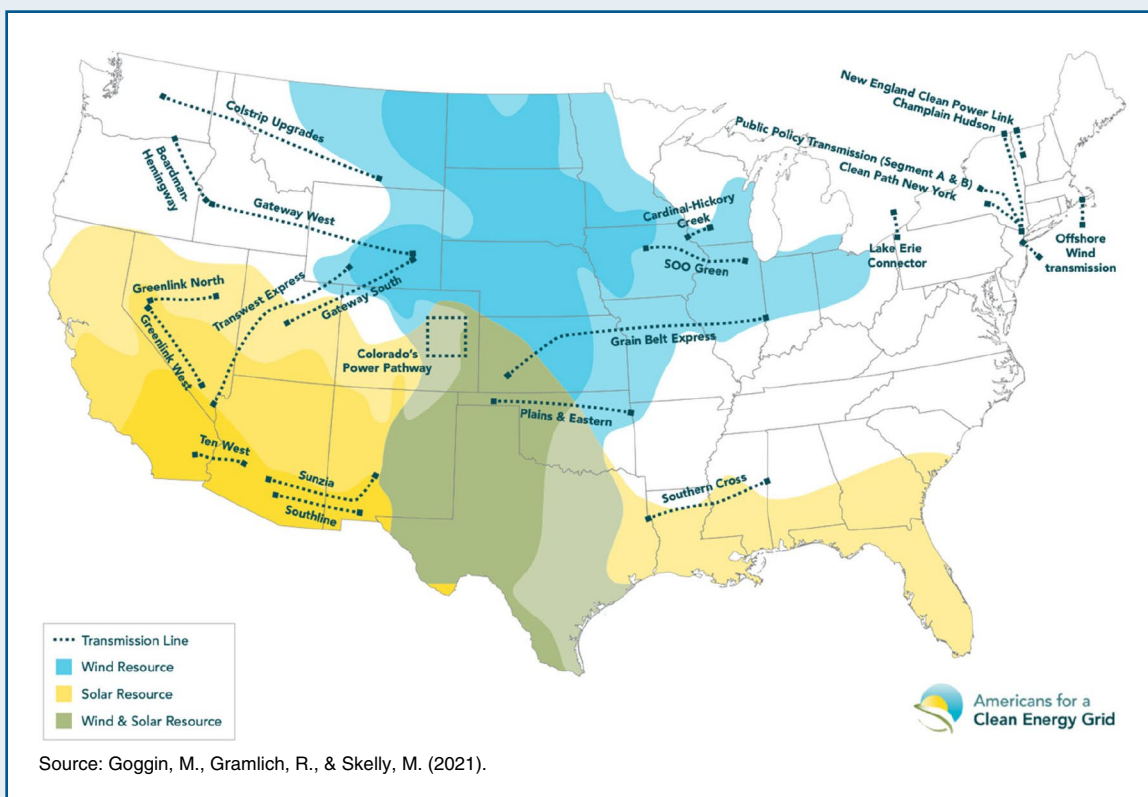 New England Clean Power Link
Champlain Hudson
Public Policy Transmission (Segment A & B)
Clean Path New York
Colstrip Upgrades
Boardman-
Hemingway
Gateway West
Cardinal-Hickory
Creek
SOO Green
Lake Erie
Connector
Offshore
Wind
transmission
Greenlink North
Transwest Express
Gateway South
Greenlink West
Colorado's
Power Pathway
Grain Belt Express
Plains & Eastern
Ten West
Sunzia
Southline
Southern Cross
Transmission Line
Wind Resource
Solar Resource
Wind & Solar Resource
Americans for a
Clean Energy Grid
Source: Goggin, M., Gramlich, R., & Skelly, M. (2021).